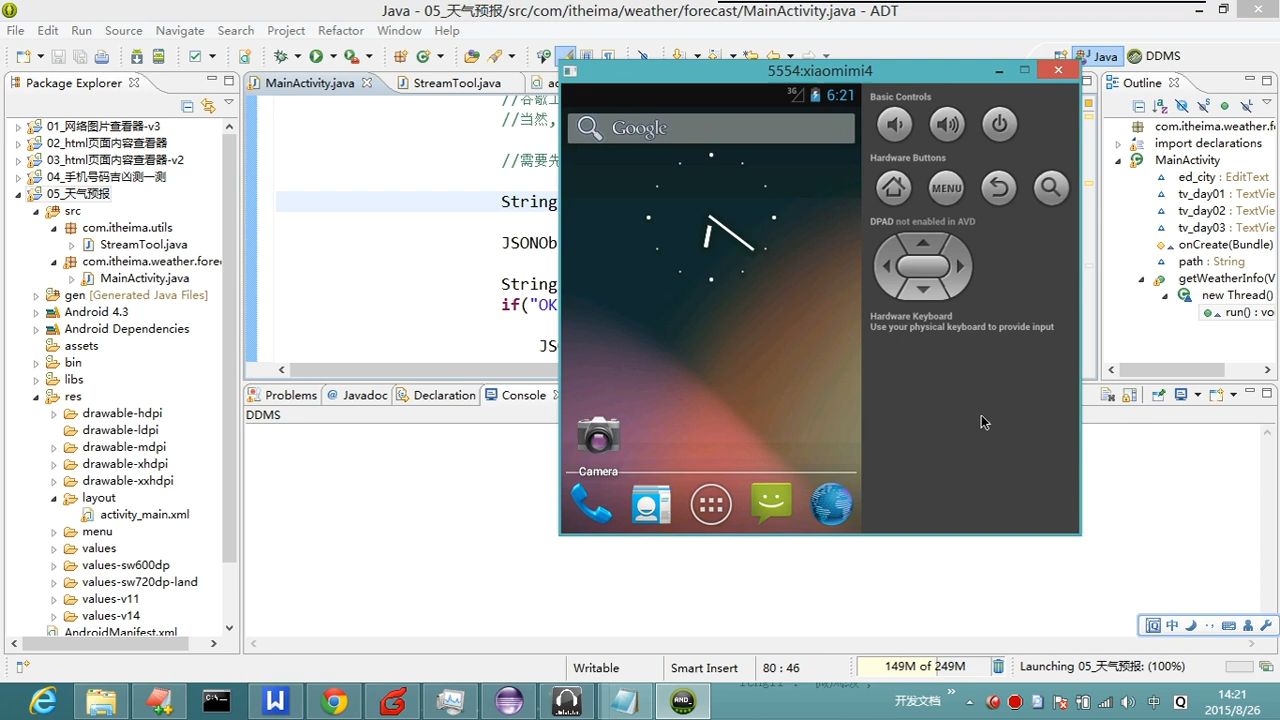 Java - 05_天气预报/src/com/itheima/weather/forecast/MainActivity.java - ADT
File Edit Run Source Navigate Search Project Refactor Window Help
Java DDMS
Package Explorer
MainActivity.java
StreamTool.java
Outline
01_网络图片查看器-v3
02_html页面内容查看器
03_html页面内容查看器-v2
04_手机号码吉凶测一测
05_天气预报
src
com.itheima.utils
StreamTool.java
com.itheima.weather.fore
MainActivity.java
gen [Generated Java Files]
Android 4.3
Android Dependencies
assets
bin
libs
res
drawable-hdpi
drawable-ldpi
drawable-mdpi
drawable-xhdpi
drawable-xxhdpi
layout
activity_main.xml
menu
values
values-sw600dp
values-sw720dp-land
values-v11
values-v14
AndroidManifest.xml
//当然,
//需要先
String
JSONOb
String
if("OK
JS
5554:xiaomimi4
3G 6:21
Google
Camera
Basic Controls
Hardware Buttons
MENU
DPAD not enabled in AVD
Hardware Keyboard
Use your physical keyboard to provide input
com.itheima.weather.f
import declarations
MainActivity
ed_city : EditText
tv_day01 : TextVie
tv_day02 : TextVie
tv_day03 : TextVie
onCreate(Bundle)
path : String
getWeatherInfo(V
new Thread()
run() : vo
Problems @ Javadoc Declaration Console
DDMS
中
Writable
Smart Insert
80 : 46
149M of 249M
Launching 05_天气预报: (100%)
开发文档
中
14:21
2015/8/26